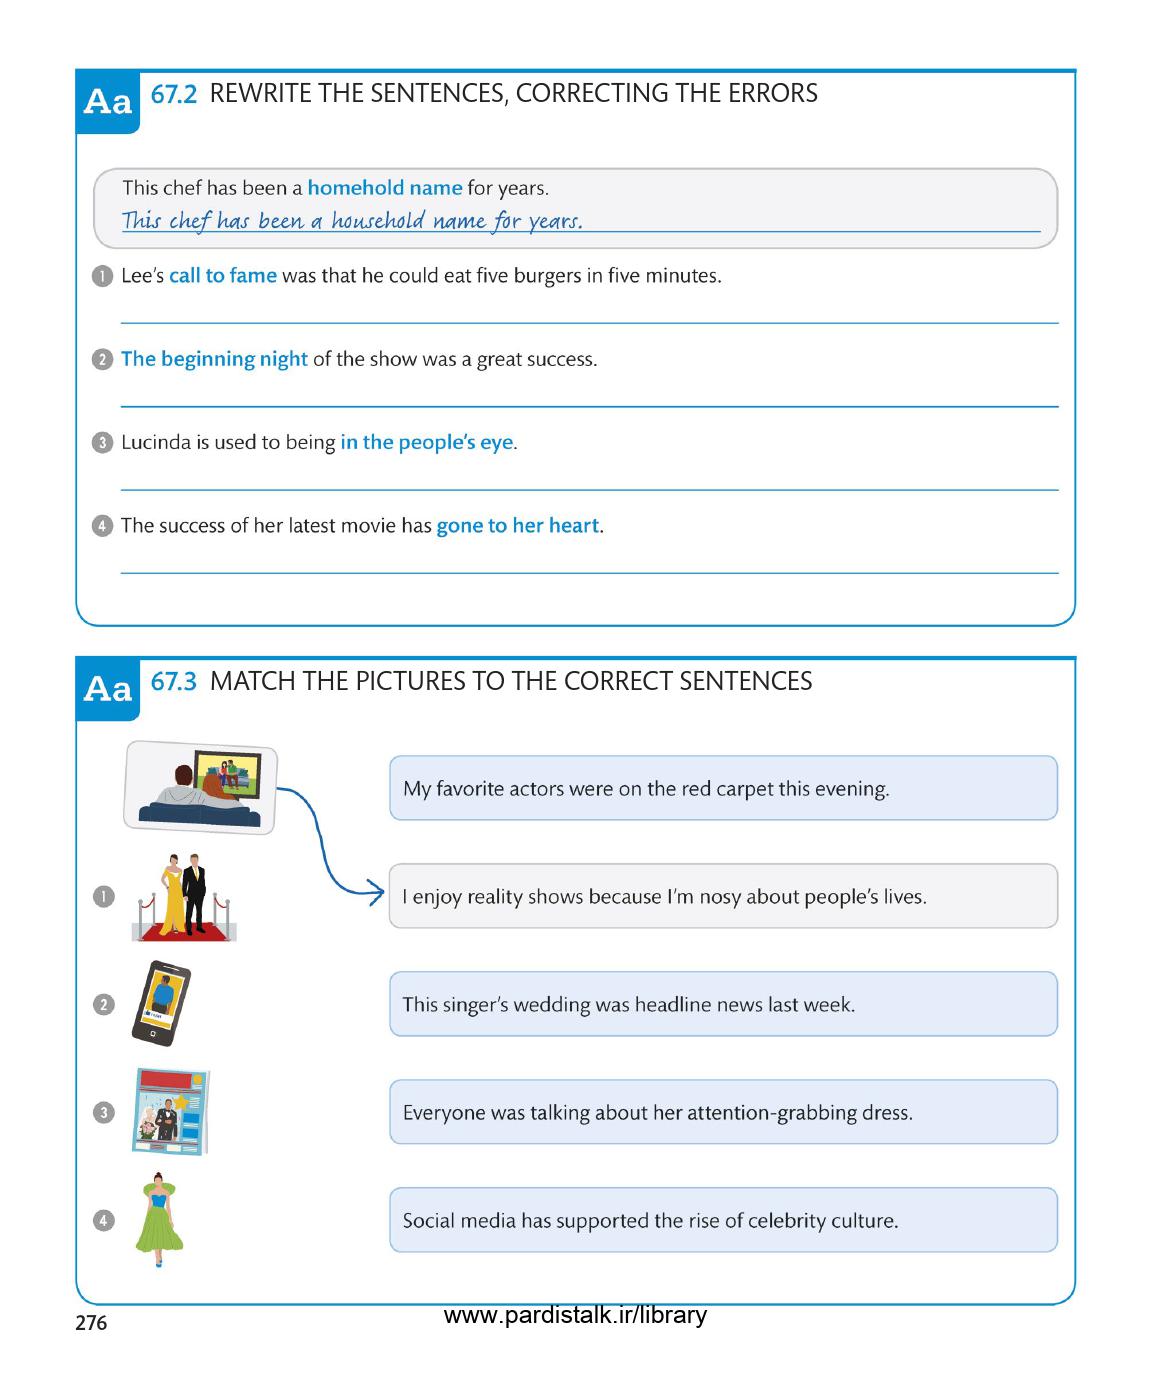 Aa 67.2 REWRITE THE SENTENCES, CORRECTING THE ERRORS
This chef has been a homehold name for years.
This chef has been a household name for years.
1 Lee's call to fame was that he could eat five burgers in five minutes.
2 The beginning night of the show was a great success.
3 Lucinda is used to being in the people's eye.
4 The success of her latest movie has gone to her heart.
Aa 67.3 MATCH THE PICTURES TO THE CORRECT SENTENCES
My favorite actors were on the red carpet this evening.
1 I enjoy reality shows because I'm nosy about people's lives.
2 This singer's wedding was headline news last week.
3 Everyone was talking about her attention-grabbing dress.
4 Social media has supported the rise of celebrity culture.
276
www.pardistalk.ir/library